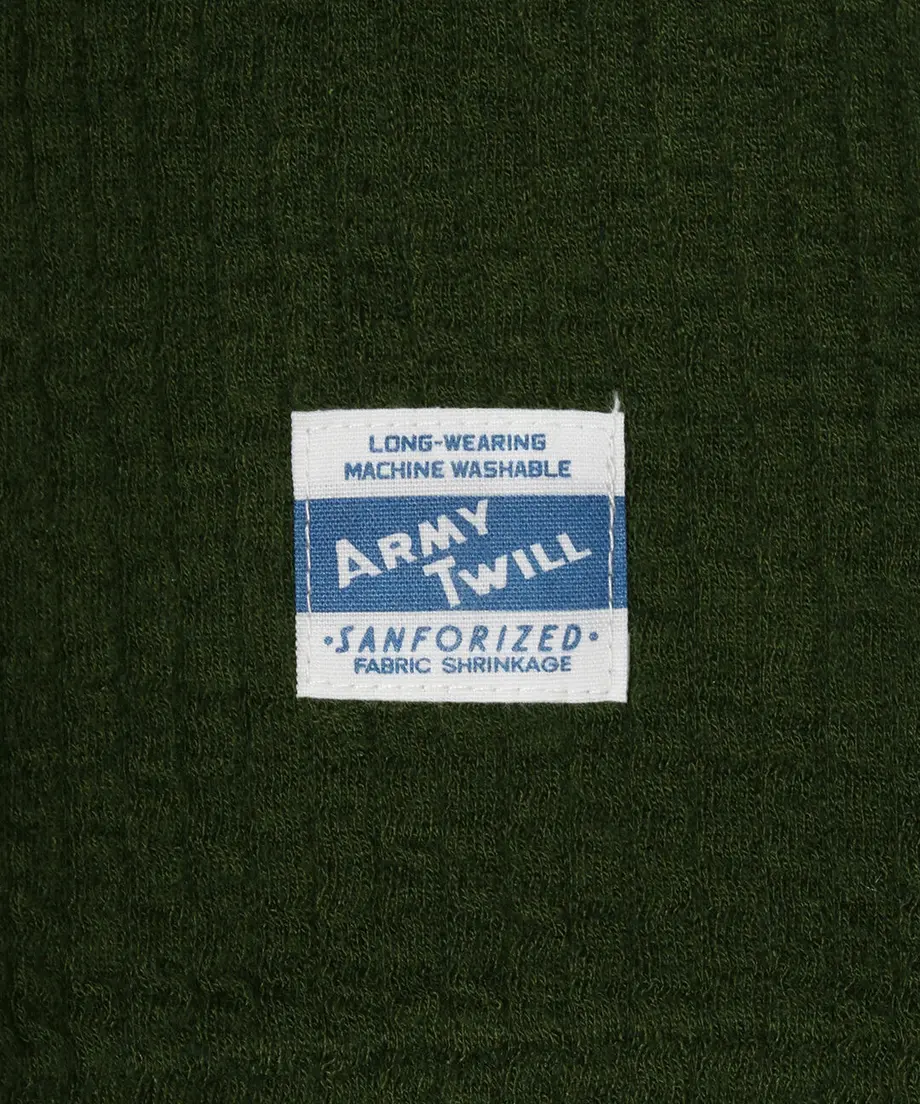 LONG-WEARING
MACHINE WASHABLE
ARMY
TWILL
•SANFORIZED•
FABRIC SHRINKAGE